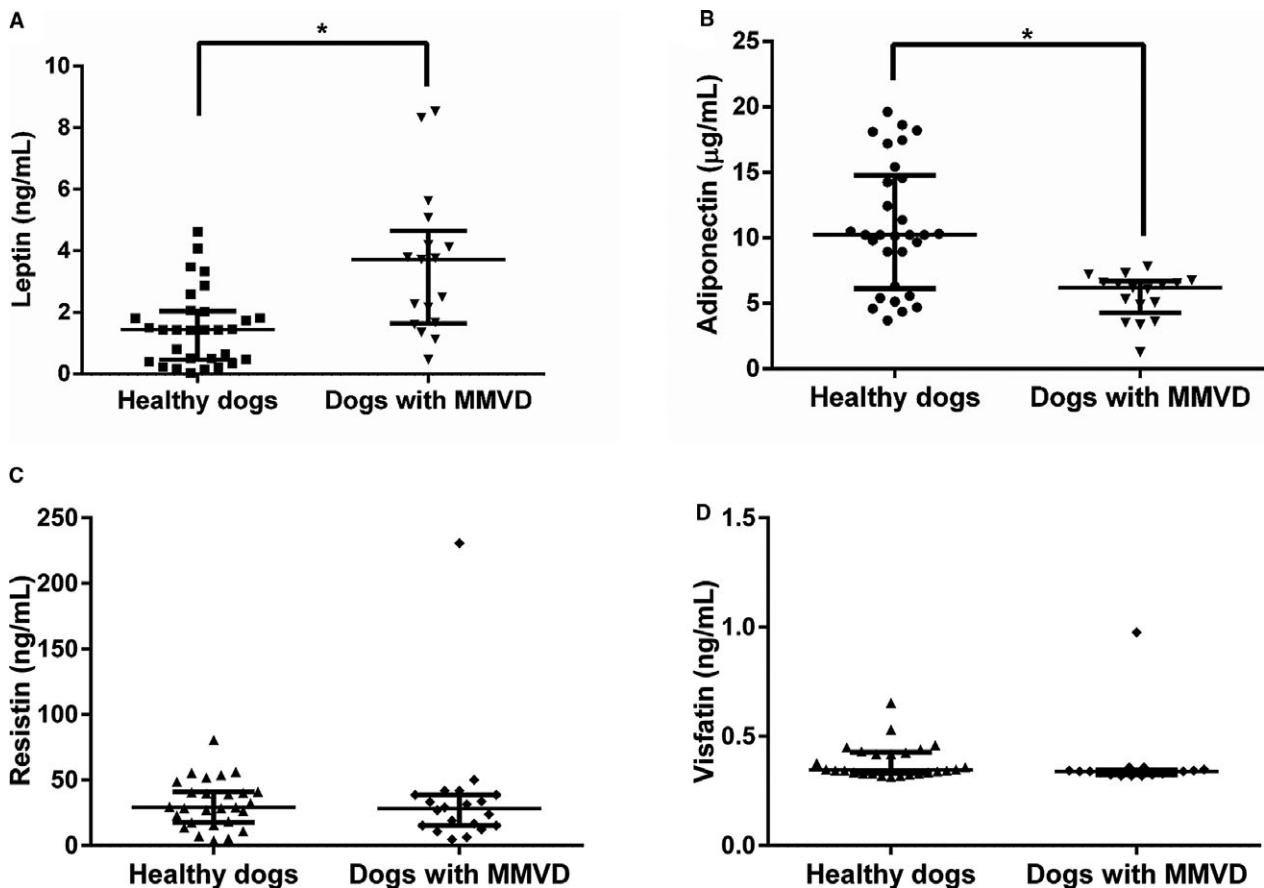 A
*
Leptin (ng/mL)
10
8
6
4
2
0
Healthy dogs
Dogs with MMVD
B
*
Adiponectin (µg/mL)
25
20
15
10
5
0
Healthy dogs
Dogs with MMVD
C
Resistin (ng/mL)
250
200
150
100
50
0
Healthy dogs
Dogs with MMVD
D
Visfatin (ng/mL)
1.5
1.0
0.5
0.0
Healthy dogs
Dogs with MMVD